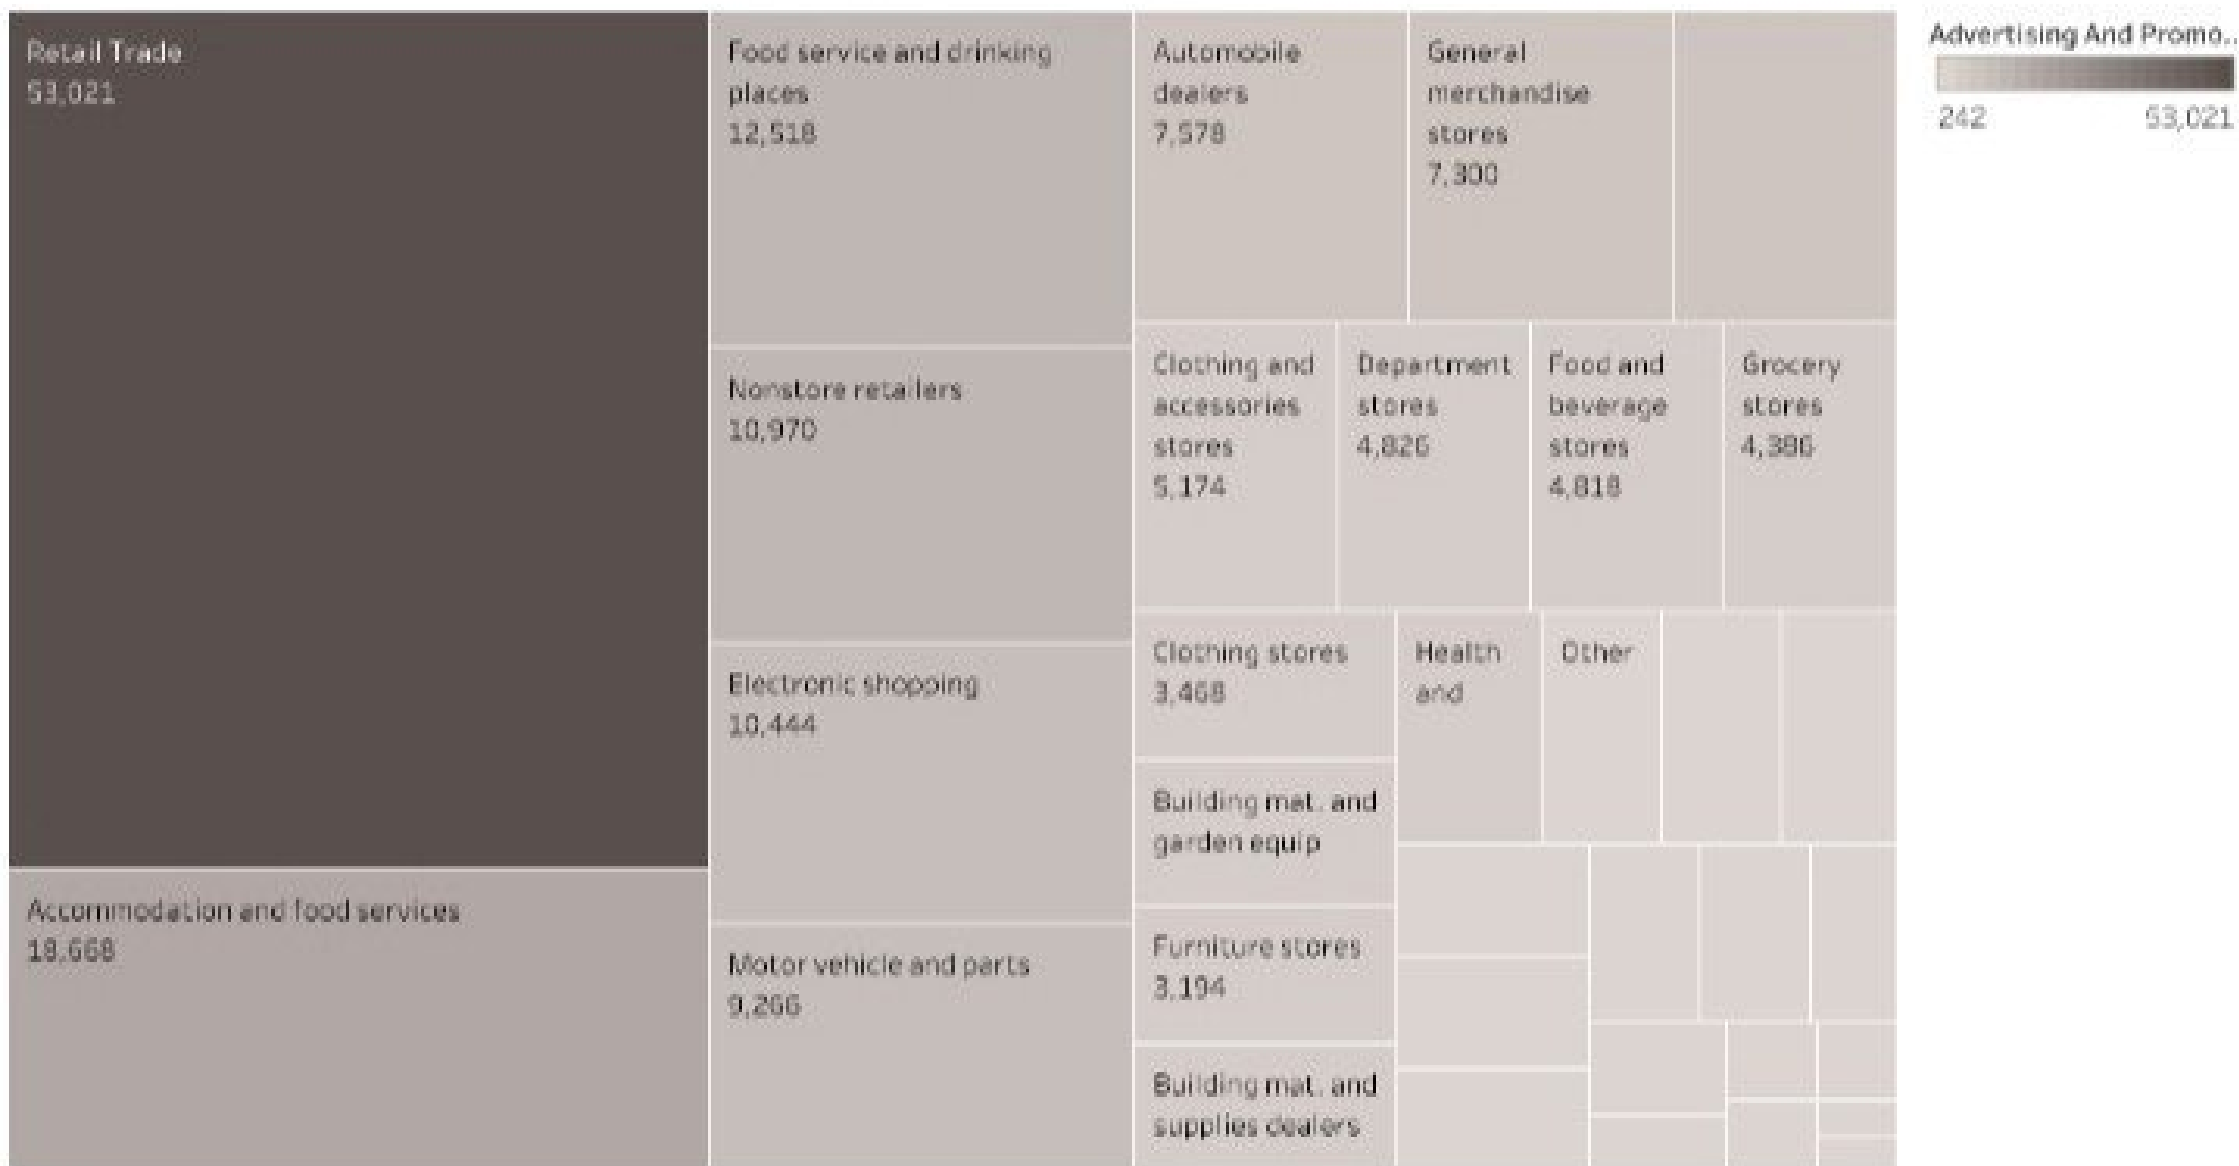 Retail Trade
53,021
Accommodation and food services
18,668
Food service and drinking
places
12,518
Nonstore retailers
10,970
Electronic shopping
10,444
Motor vehicle and parts
9,266
Automobile
dealers
7,578
General
merchandise
stores
7,300
Clothing and
accessories
stores
5,174
Department
stores
4,826
Food and
beverage
stores
4,818
Grocery
stores
4,386
Clothing stores
3,468
Health
and
Other
Building mat. and
garden equip
Furniture stores
3,194
Building mat. and
supplies dealers
Advertising And Promo..
242 53,021